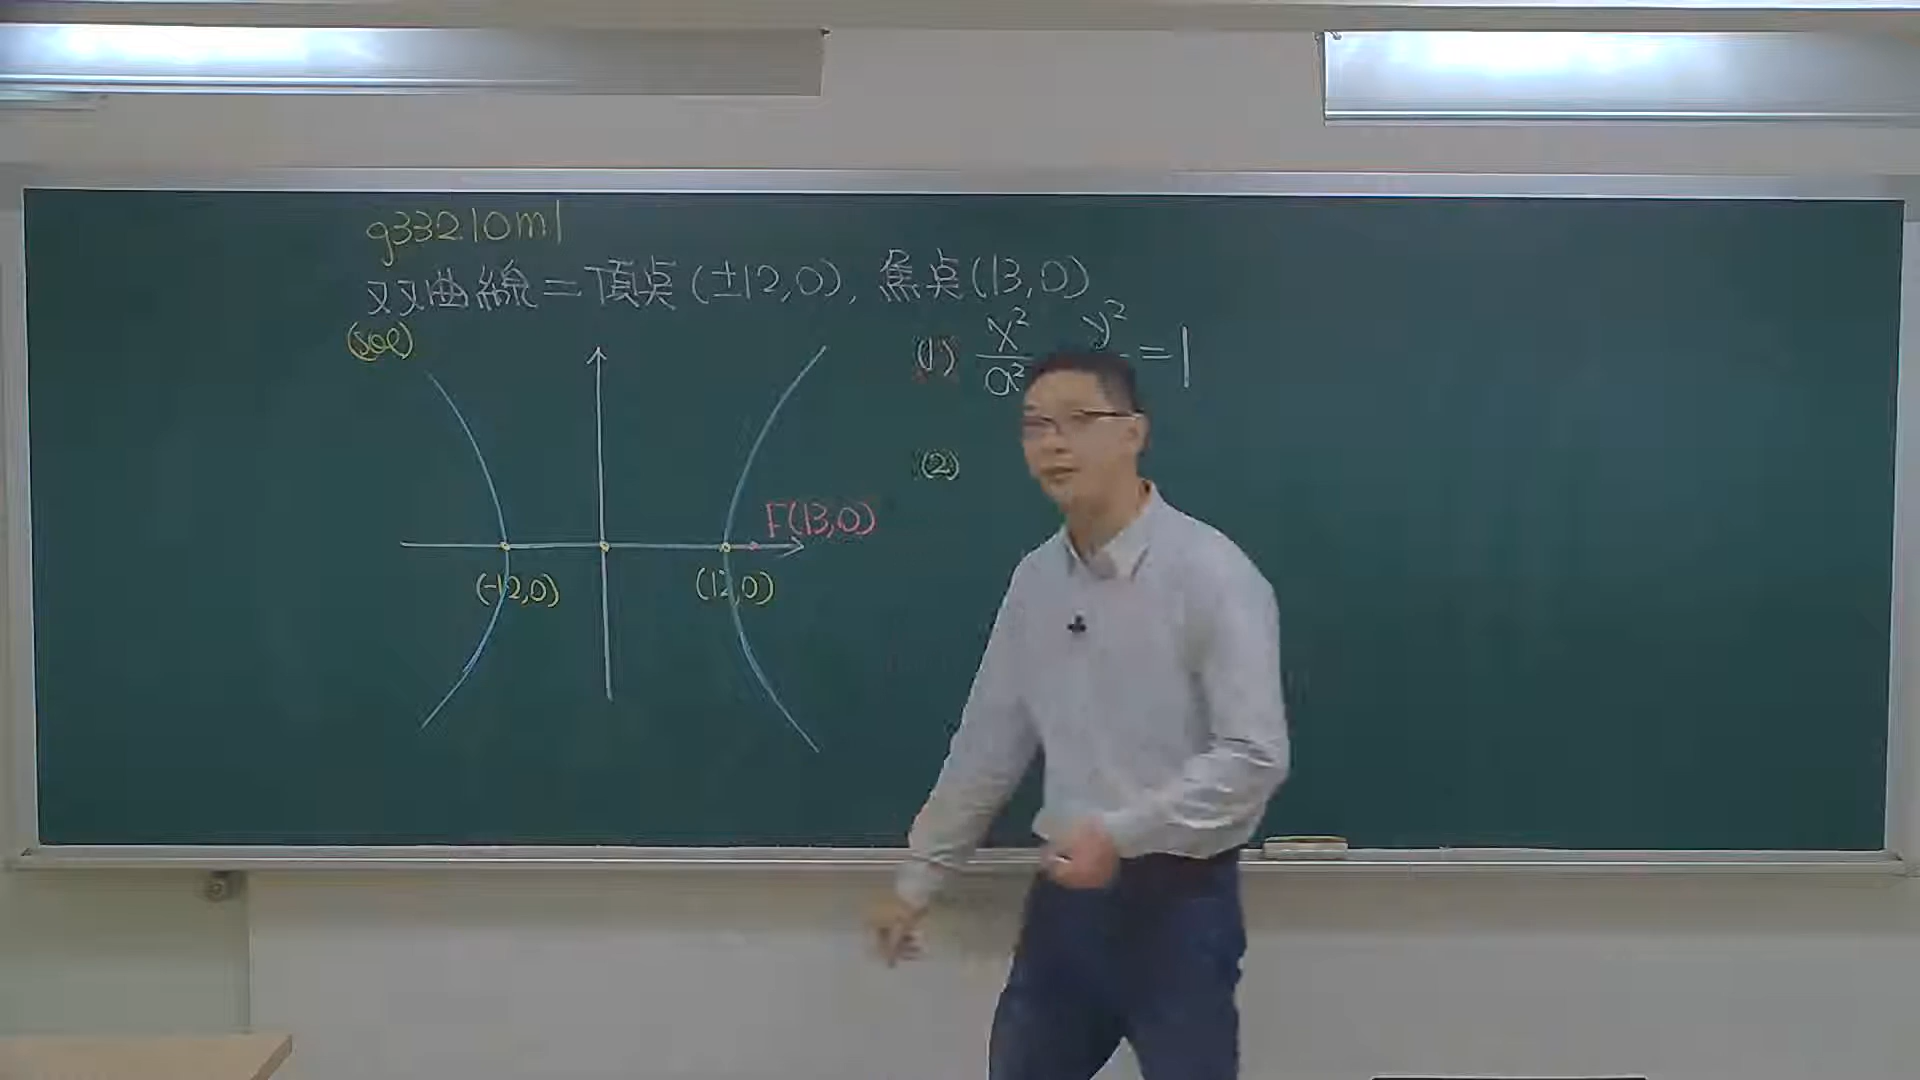 g33210m1
双曲線＝頂点(±12,0), 焦点(13,0)
(sol)
(1) x²/a² y²/ =1
(2)
F(13,0)
(-12,0) (12,0)